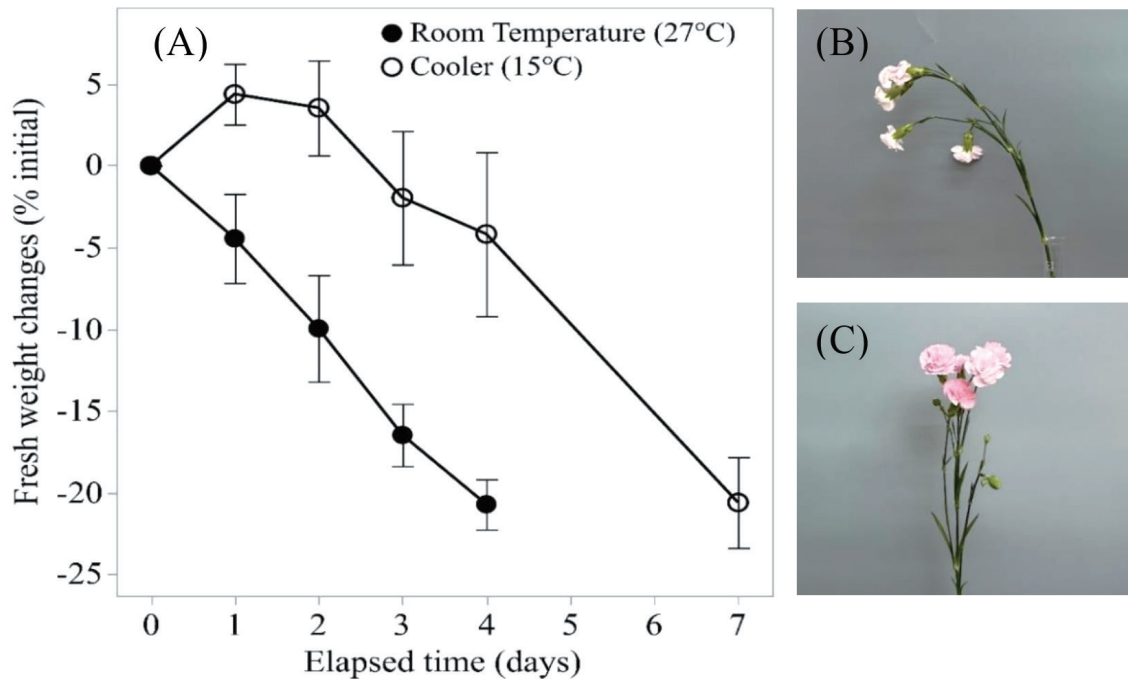 (A)
Room Temperature (27°C)
Cooler (15°C)
5
0
-5
-10
-15
-20
-25
Fresh weight changes (% initial)
0 1 2 3 4 5 6 7
Elapsed time (days)
(B)
(C)